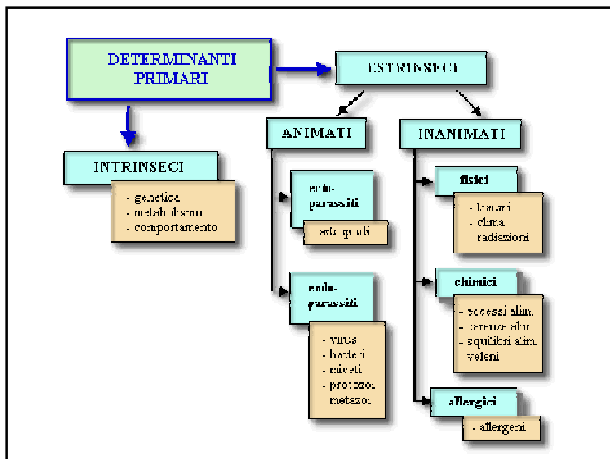 DETERMINANTI
PRIMARI
ESTRINSECI
INTRINSECI
- genetica
- metabolismo
- comportamento
ANIMATI
ecto-
parassiti
- artropodi
endo-
parassiti
- virus
- batteri
- miceti
- protozoi
metazoi
INANIMATI
fisici
- traumi
- clima
radiazioni
chimici
- eccessi alim.
- carenze alim.
- squilibri alim.
veleni
allergici
- allergeni